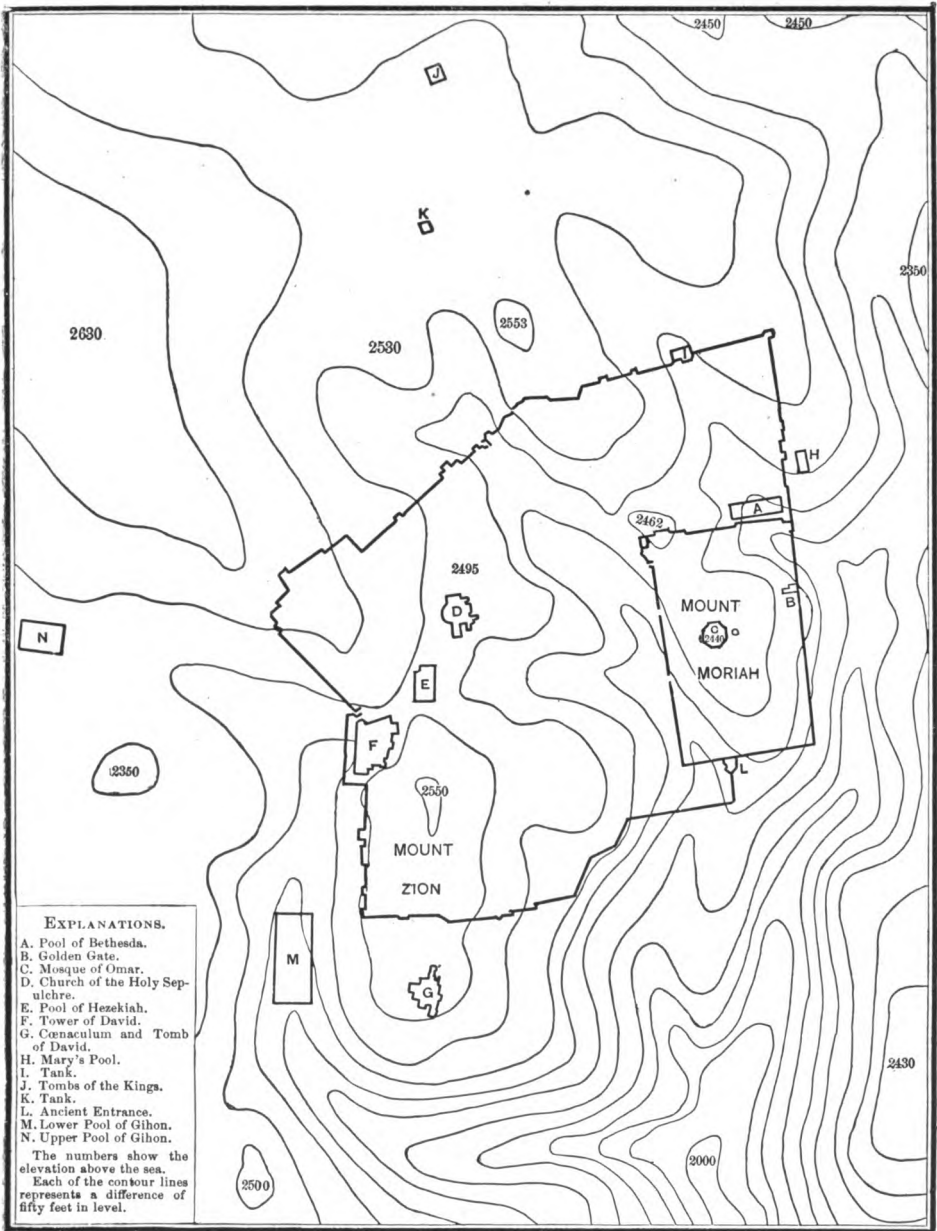 2450 2450
J
K
2350
2630
2553
2530
I
H
A
2462
2495
B
MOUNT
D
C
2440
N
MORIAH
E
F
L
2350
2550
MOUNT
ZION
EXPLANATIONS.
A. Pool of Bethesda.
B. Golden Gate.
C. Mosque of Omar.
D. Church of the Holy Sep-
ulchre.
E. Pool of Hezekiah.
F. Tower of David.
G. Cœnaculum and Tomb
of David.
H. Mary's Pool.
I. Tank.
J. Tombs of the Kings.
K. Tank.
L. Ancient Entrance.
M. Lower Pool of Gihon.
N. Upper Pool of Gihon.
The numbers show the
elevation above the sea.
Each of the contour lines
represents a difference of
fifty feet in level.
M
G
2430
2000
2500